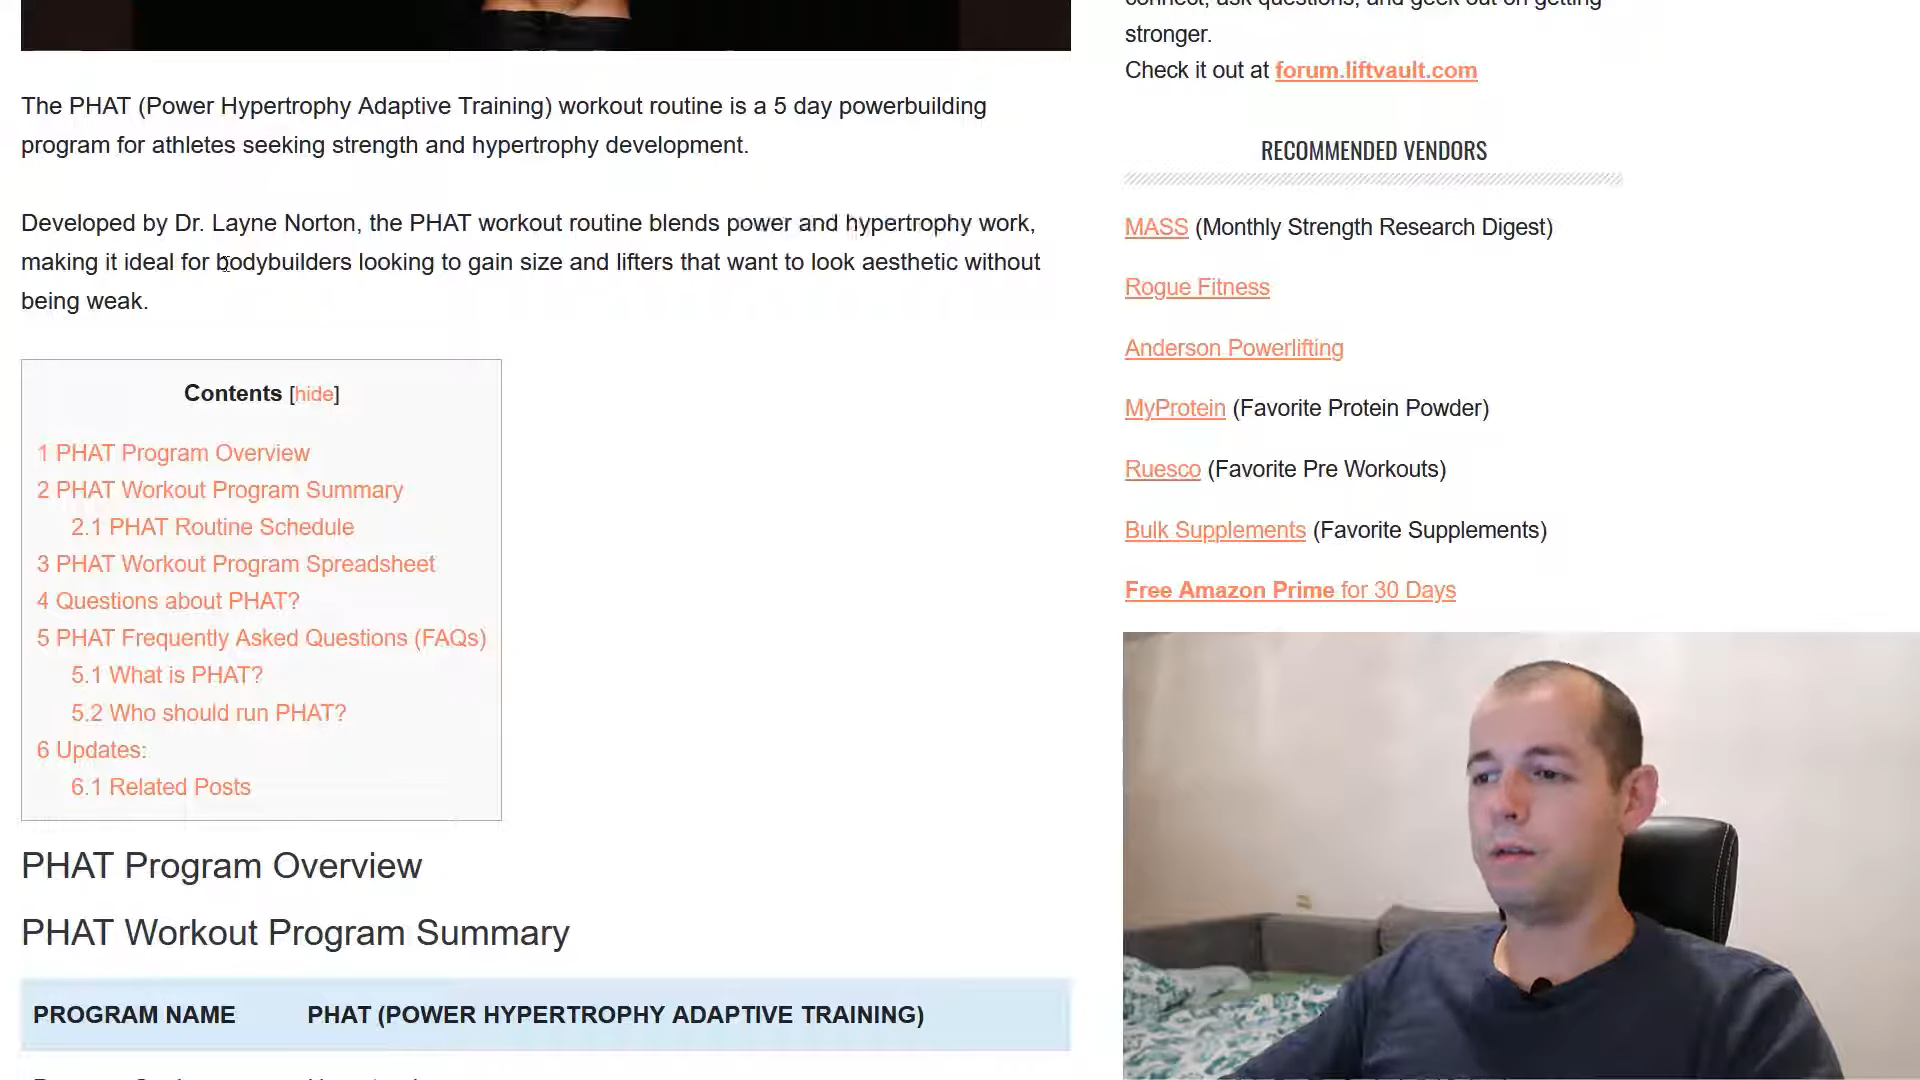 The PHAT (Power Hypertrophy Adaptive Training) workout routine is a 5 day powerbuilding
program for athletes seeking strength and hypertrophy development.
Developed by Dr. Layne Norton, the PHAT workout routine blends power and hypertrophy work,
making it ideal for bodybuilders looking to gain size and lifters that want to look aesthetic without
being weak.
Contents [hide]
1 PHAT Program Overview
2 PHAT Workout Program Summary
2.1 PHAT Routine Schedule
3 PHAT Workout Program Spreadsheet
4 Questions about PHAT?
5 PHAT Frequently Asked Questions (FAQs)
5.1 What is PHAT?
5.2 Who should run PHAT?
6 Updates:
6.1 Related Posts
PHAT Program Overview
PHAT Workout Program Summary
PROGRAM NAME PHAT (POWER HYPERTROPHY ADAPTIVE TRAINING)
connect, ask questions, and geek out on getting
stronger.
Check it out at forum.liftvault.com
RECOMMENDED VENDORS
MASS (Monthly Strength Research Digest)
Rogue Fitness
Anderson Powerlifting
MyProtein (Favorite Protein Powder)
Ruesco (Favorite Pre Workouts)
Bulk Supplements (Favorite Supplements)
Free Amazon Prime for 30 Days